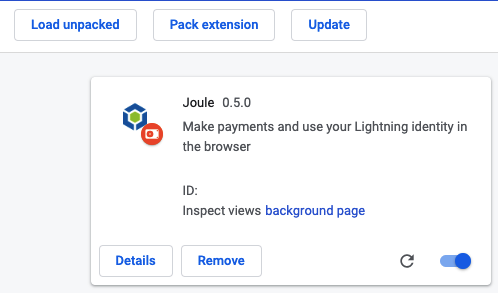 Load unpacked Pack extension Update
Joule 0.5.0
Make payments and use your Lightning identity in
the browser
ID:
Inspect views background page
Details Remove